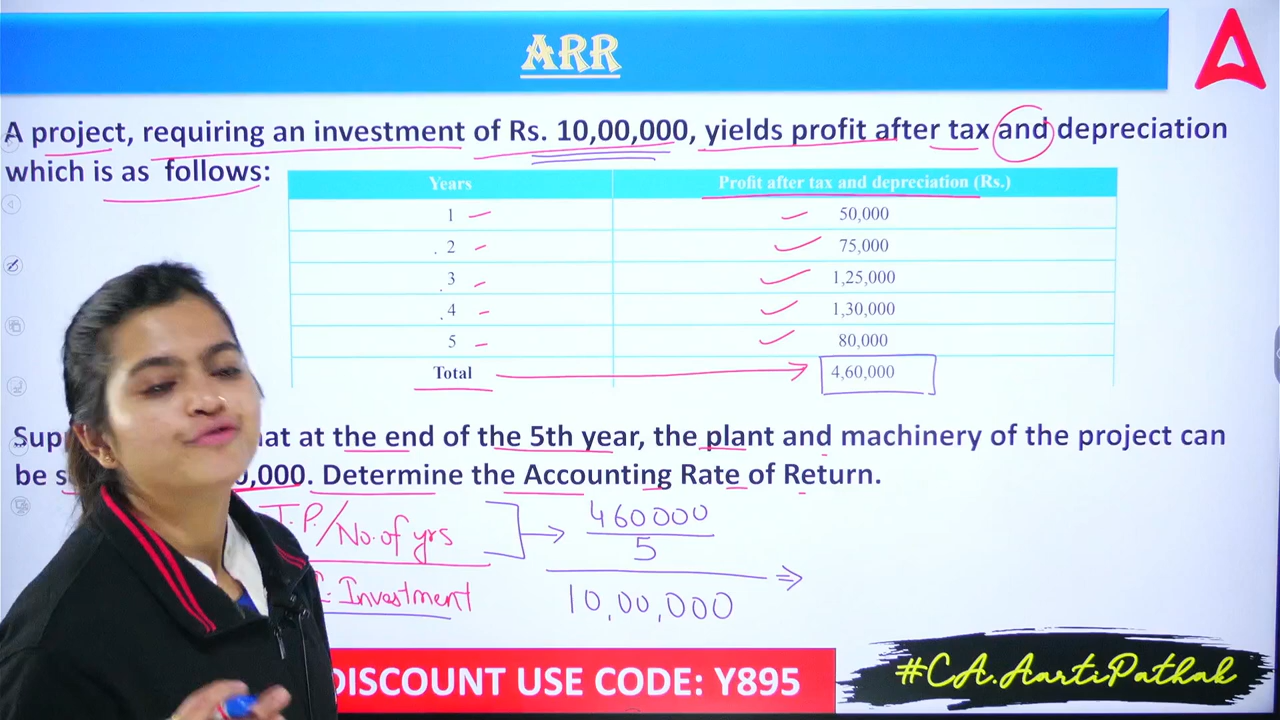 ARR
A project, requiring an investment of Rs. 10,00,000, yields profit after tax and depreciation
which is as follows:
Years Profit after tax and depreciation (Rs.)
1 50,000
2 75,000
3 1,25,000
4 1,30,000
5 80,000
Total 4,60,000
at the end of the 5th year, the plant and machinery of the project can
be 0,000. Determine the Accounting Rate of Return.
T.P./No. of yrs
Investment
460000
5
10,00,000
DISCOUNT USE CODE: Y895
#CA.AartiPathak